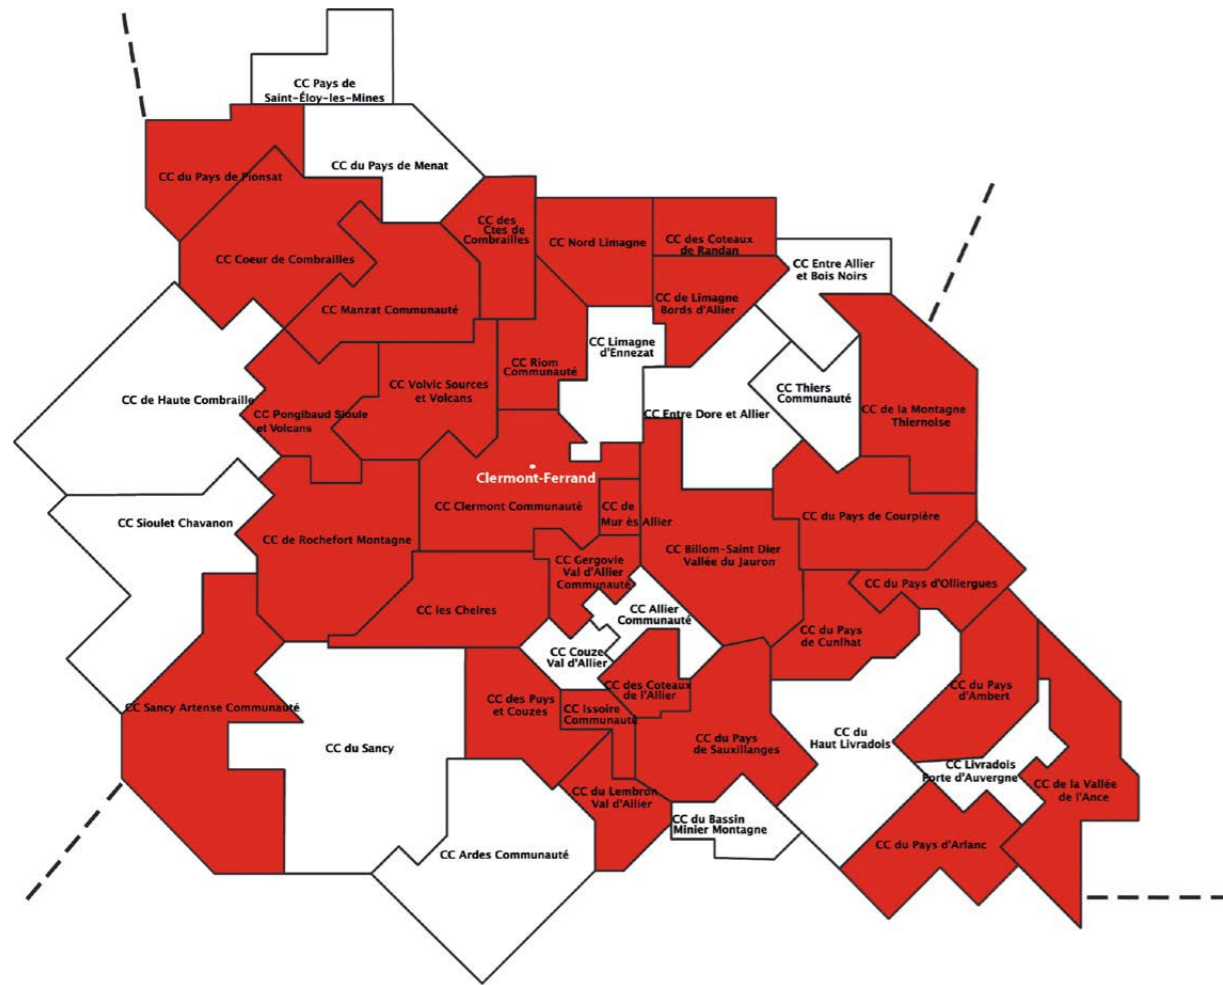 CC Pays de
Saint-Éloy-les-Mines
CC du Pays de Menat
CC du Pays de Pionsat
CC des
Ctes de
Combrailles
CC Nord Limagne
CC des Coteaux
de Randan
CC Coeur de Combrailles
CC Entre Allier
et Bois Noirs
CC Manzat Communauté
CC de Limagne
Bords d'Allier
CC Limagne
d'Ennezat
CC Riom
Communauté
CC Volvic Sources
et Volcans
CC Thiers
Communauté
CC de Haute Combraille
CC Pongibaud Sioule
et Volcans
CC Entre Dore et Allier
CC de la Montagne
Thiernoise
Clermont-Ferrand
CC Clermont Communauté
CC de
Mur ès Allier
CC du Pays de Courpière
CC Sioulet Chavanon
CC de Rochefort Montagne
CC Billom-Saint Dier
Vallée du Jauron
CC Gergovie
Val d'Allier
Communauté
CC du Pays d'Olliergues
CC les Cheires
CC Allier
Communauté
CC du Pays
de Cunlhat
CC Couze
Val d'Allier
CC des Coteaux
de l'Allier
CC du Pays
d'Ambert
CC Sancy Artense Communauté
CC des Puys
et Couzes
CC Issoire
Communauté
CC du Sancy
CC du Pays
de Sauxillanges
CC du
Haut Livradois
CC Livradois
Porte d'Auvergne
CC de la Vallée
de l'Ance
CC du Lembron
Val d'Allier
CC du Bassin
Minier Montagne
CC Ardes Communauté
CC du Pays d'Arlanc